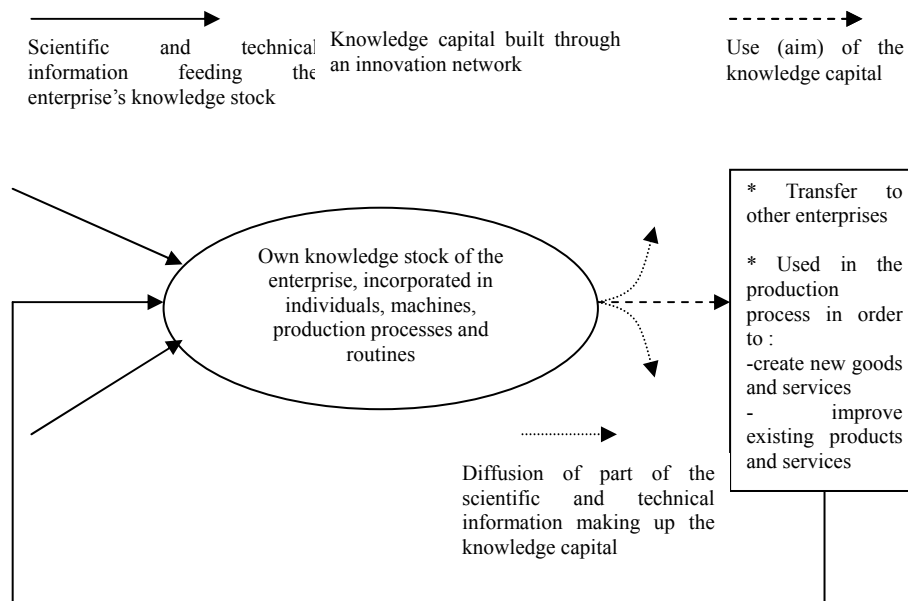 Scientific and technical
information feeding the
enterprise's knowledge stock
Knowledge capital built through
an innovation network
Use (aim) of the
knowledge capital
Own knowledge stock of the
enterprise, incorporated in
individuals, machines,
production processes and
routines
* Transfer to
other enterprises
* Used in the
production
process in order
to :
-create new goods
and services
- improve
existing products
and services
Diffusion of part of the
scientific and technical
information making up the
knowledge capital